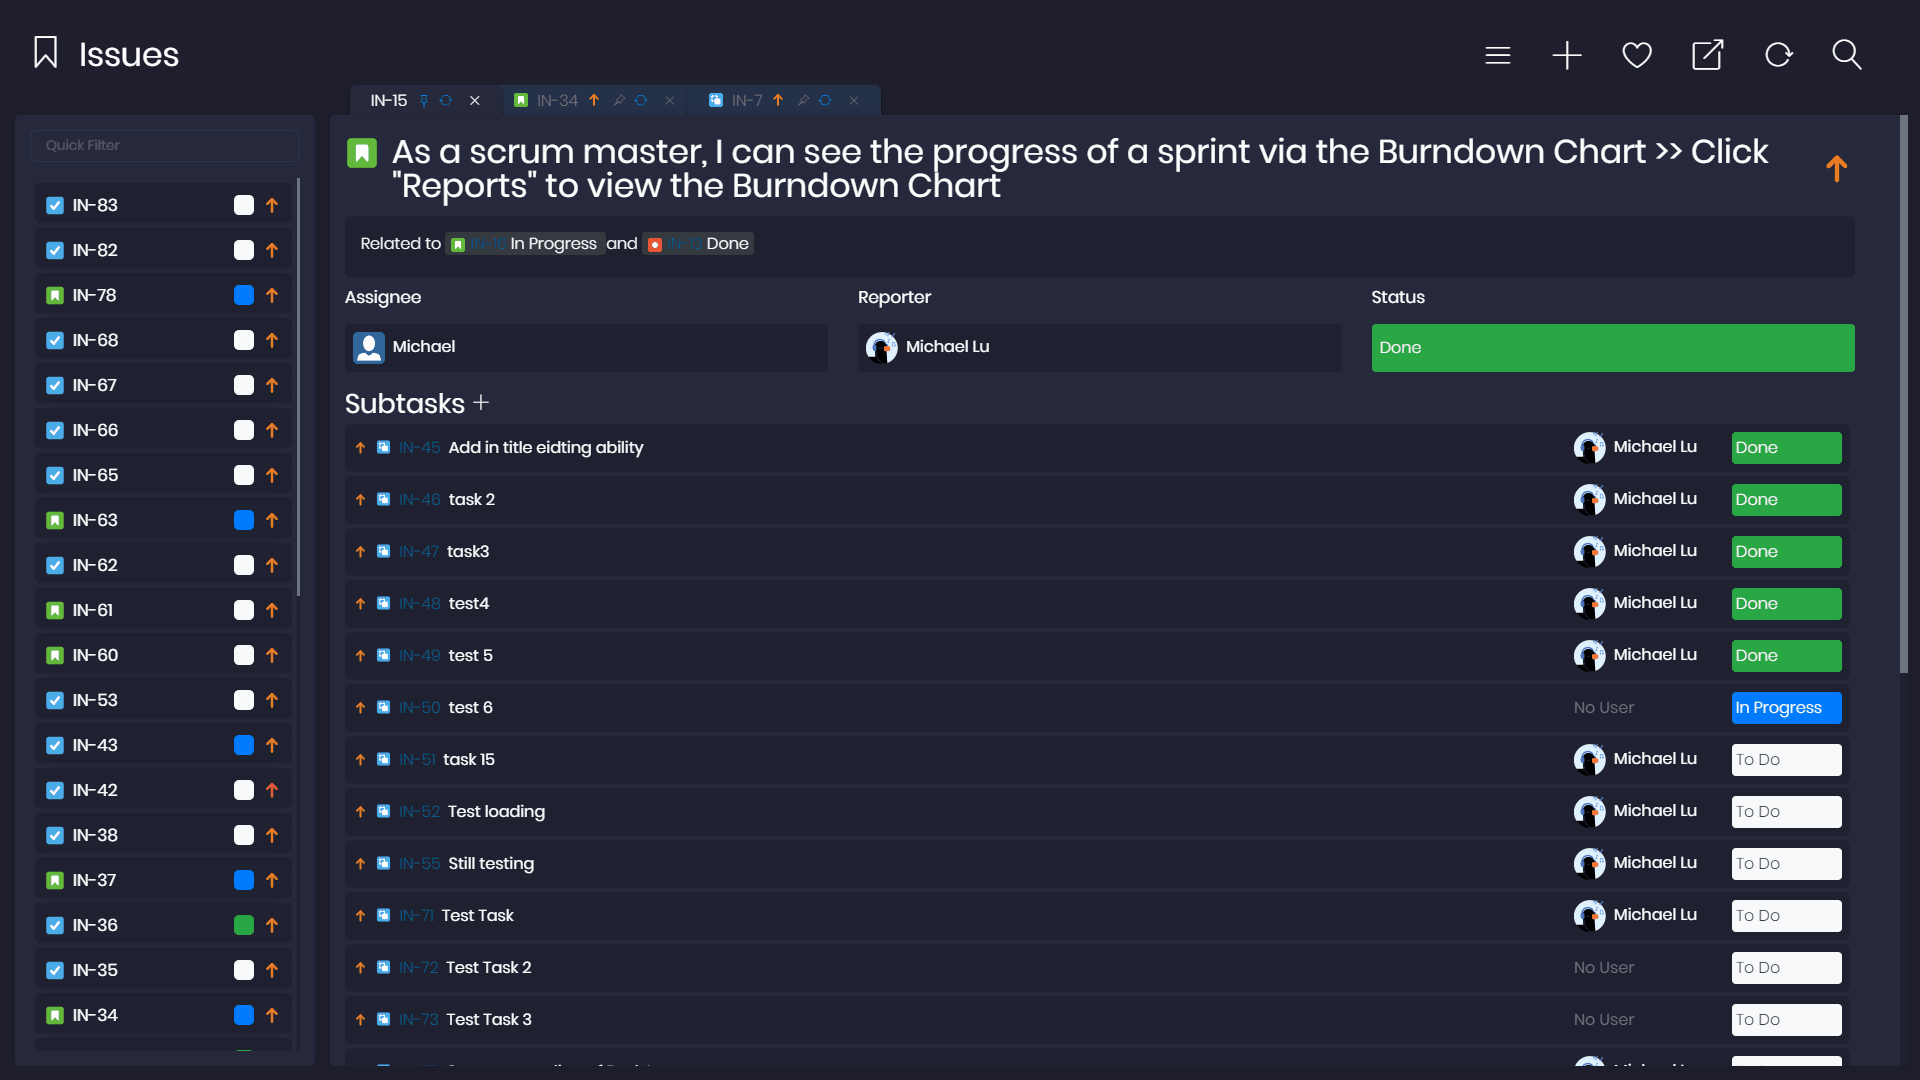 Issues
IN-15
IN-34
IN-7
Quick Filter
IN-83
IN-82
IN-78
IN-68
IN-67
IN-66
IN-65
IN-63
IN-62
IN-61
IN-60
IN-53
IN-43
IN-42
IN-38
IN-37
IN-36
IN-35
IN-34
As a scrum master, I can see the progress of a sprint via the Burndown Chart >> Click
"Reports" to view the Burndown Chart
Related to In Progress and IN-13 Done
Assignee Reporter Status
Michael Michael Lu Done
Subtasks
IN-45 Add in title eidting ability Michael Lu Done
IN-46 task 2 Michael Lu Done
IN-47 task3 Michael Lu Done
IN-48 test4 Michael Lu Done
IN-49 test 5 Michael Lu Done
IN-50 test 6 No User In Progress
IN-51 task 15 Michael Lu To Do
IN-52 Test loading Michael Lu To Do
IN-55 Still testing Michael Lu To Do
IN-71 Test Task Michael Lu To Do
IN-72 Test Task 2 No User To Do
IN-73 Test Task 3 No User To Do